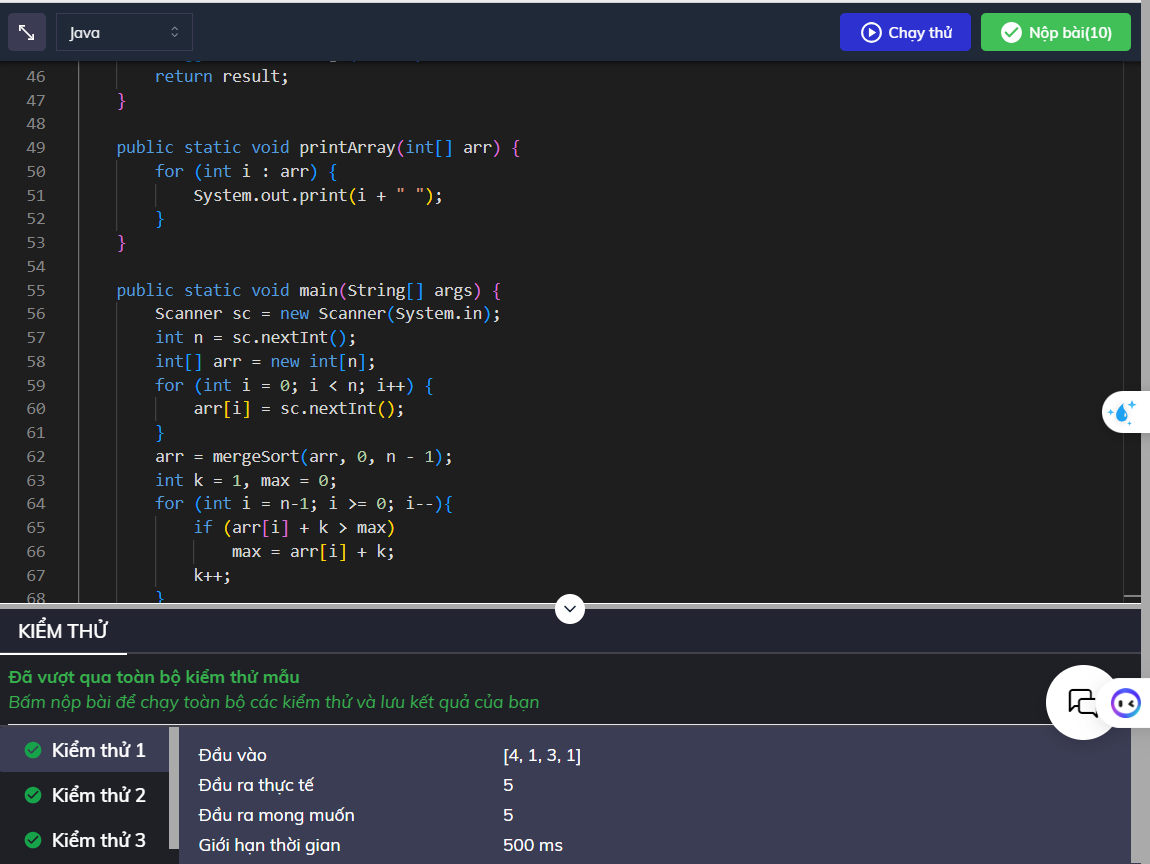 Java
Chạy thử
Nộp bài(10)
46 return result;
47 }
48
49 public static void printArray(int[] arr) {
50 for (int i : arr) {
51 System.out.print(i + " ");
52 }
53 }
54
55 public static void main(String[] args) {
56 Scanner sc = new Scanner(System.in);
57 int n = sc.nextInt();
58 int[] arr = new int[n];
59 for (int i = 0; i < n; i++) {
60 arr[i] = sc.nextInt();
61 }
62 arr = mergeSort(arr, 0, n - 1);
63 int k = 1, max = 0;
64 for (int i = n-1; i >= 0; i--){
65 if (arr[i] + k > max)
66 max = arr[i] + k;
67 k++;
68 }
KIỂM THỬ
Đã vượt qua toàn bộ kiểm thử mẫu
Bấm nộp bài để chạy toàn bộ các kiểm thử và lưu kết quả của bạn
Kiểm thử 1
Kiểm thử 2
Kiểm thử 3
Đầu vào [4, 1, 3, 1]
Đầu ra thực tế 5
Đầu ra mong muốn 5
Giới hạn thời gian 500 ms